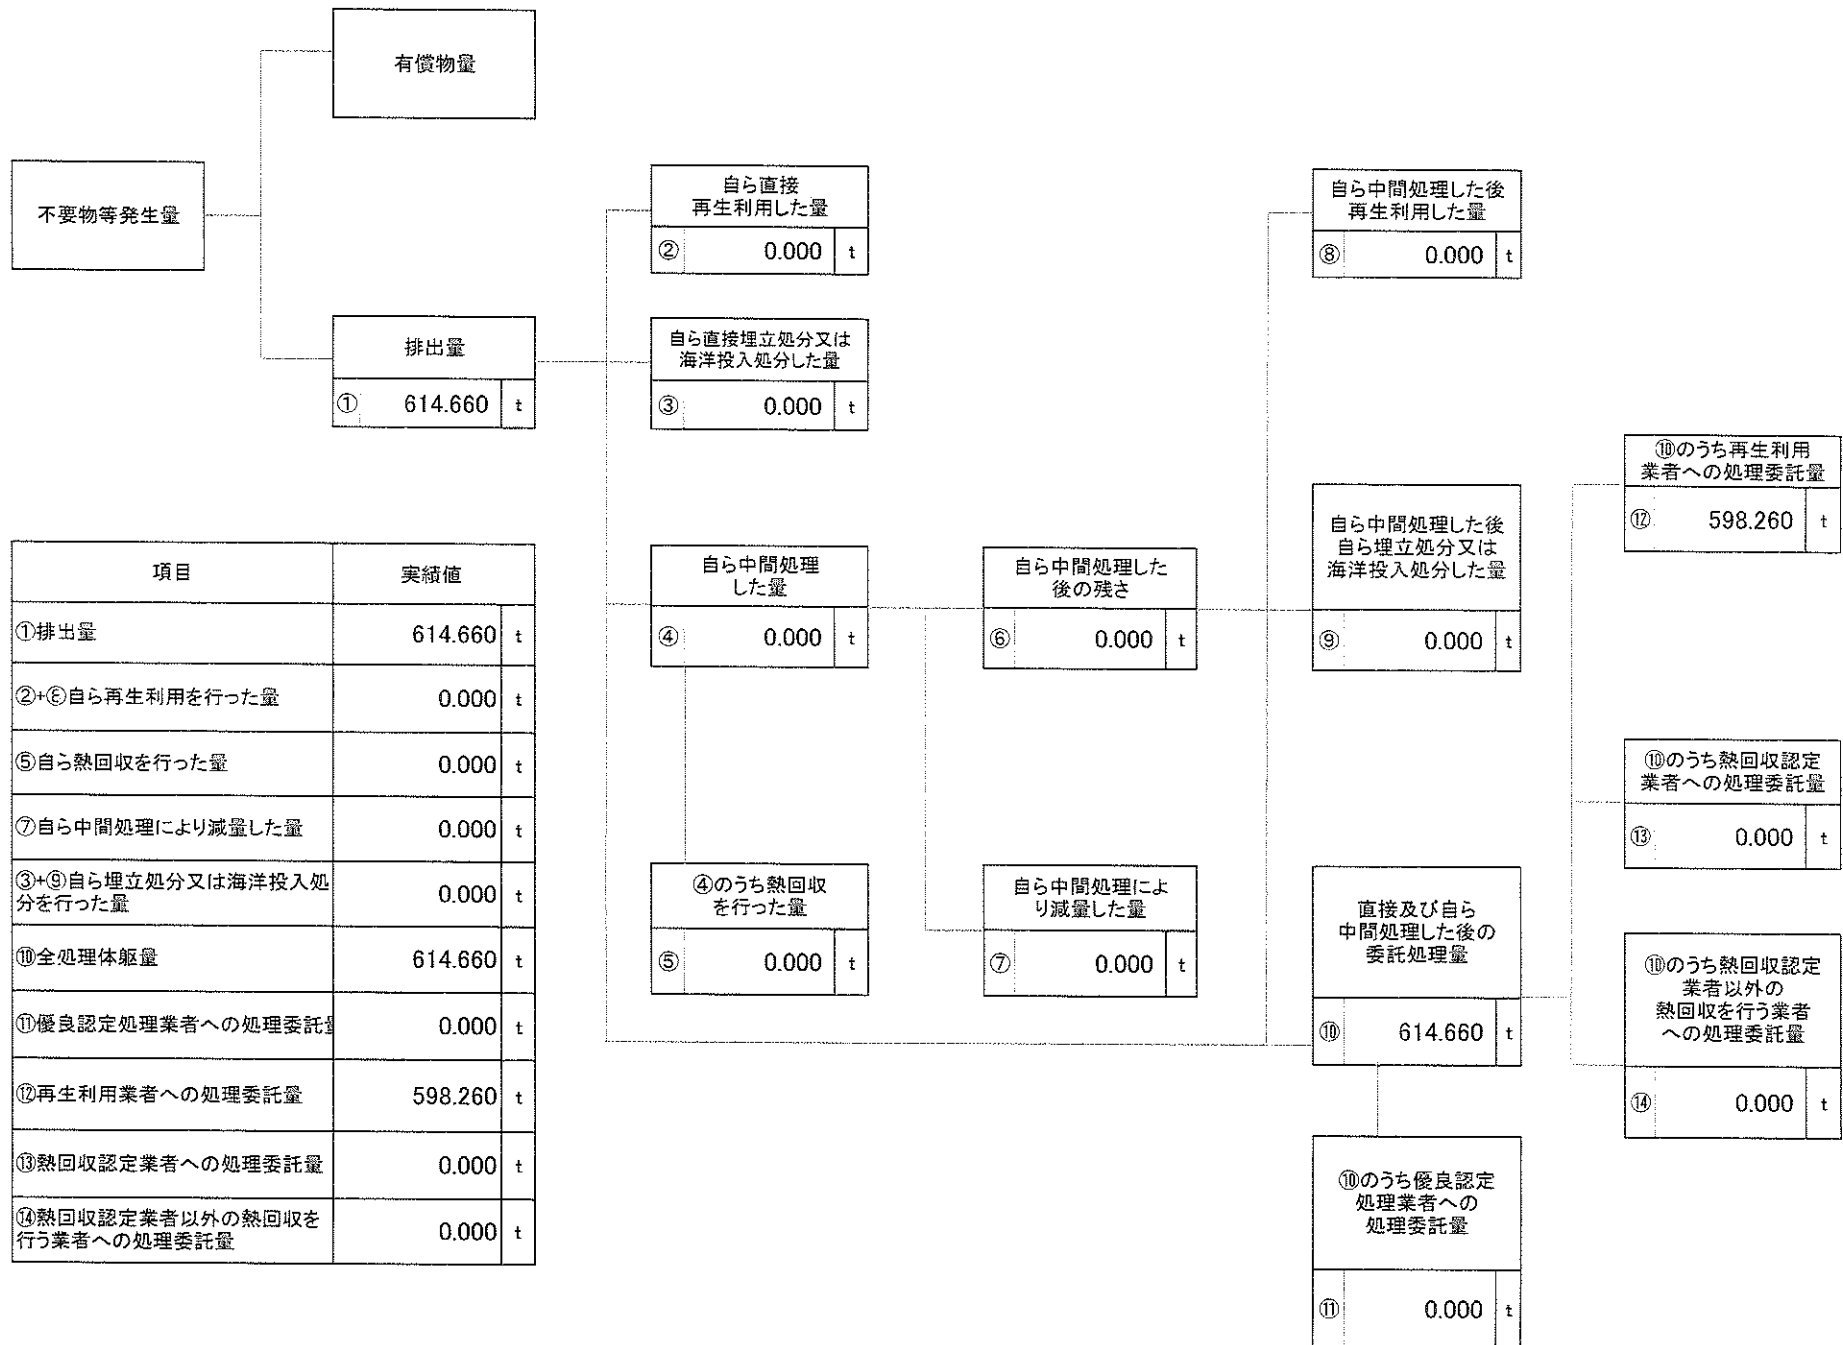 有償物量
不要物等発生量
排出量
① 614.660 t
自ら直接
再生利用した量
② 0.000 t
自ら直接埋立処分又は
海洋投入処分した量
③ 0.000 t
自ら中間処理
した量
④ 0.000 t
④のうち熱回収
を行った量
⑤ 0.000 t
自ら中間処理した
後の残さ
⑥ 0.000 t
自ら中間処理によ
り減量した量
⑦ 0.000 t
自ら中間処理した後
再生利用した量
⑧ 0.000 t
自ら中間処理した後
自ら埋立処分又は
海洋投入処分した量
⑨ 0.000 t
直接及び自ら
中間処理した後の
委託処理量
⑩ 614.660 t
⑩のうち優良認定
処理業者への
処理委託量
⑪ 0.000 t
⑩のうち再生利用
業者への処理委託量
⑫ 598.260 t
⑩のうち熱回収認定
業者への処理委託量
⑬ 0.000 t
⑩のうち熱回収認定
業者以外の
熱回収を行う業者
への処理委託量
⑭ 0.000 t
項目 実績値
①排出量 614.660 t
②+⑧自ら再生利用を行った量 0.000 t
⑤自ら熱回収を行った量 0.000 t
⑦自ら中間処理により減量した量 0.000 t
③+⑨自ら埋立処分又は海洋投入処
分を行った量 0.000 t
⑩全処理体躯量 614.660 t
⑪優良認定処理業者への処理委託量 0.000 t
⑫再生利用業者への処理委託量 598.260 t
⑬熱回収認定業者への処理委託量 0.000 t
⑭熱回収認定業者以外の熱回収を
行う業者への処理委託量 0.000 t